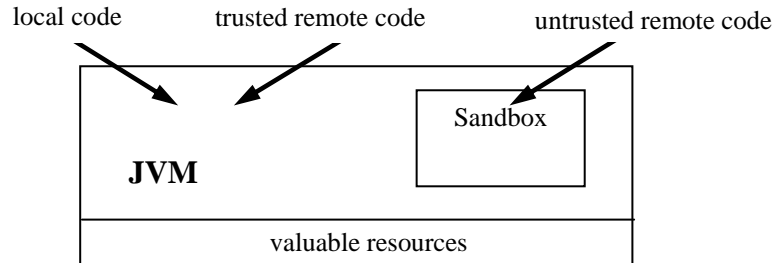 local code
trusted remote code
untrusted remote code
Sandbox
JVM
valuable resources